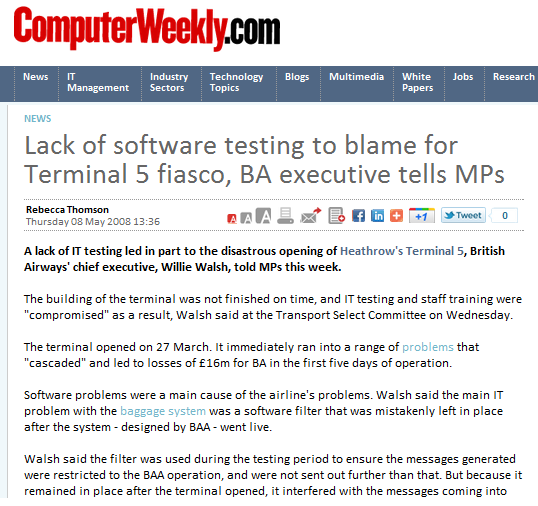 ComputerWeekly.com
News IT Management Industry Sectors Technology Topics Blogs Multimedia White Papers Jobs Research
NEWS
Lack of software testing to blame for
Terminal 5 fiasco, BA executive tells MPs
Rebecca Thomson
Thursday 08 May 2008 13:36
A A A in +1 Tweet 0
A lack of IT testing led in part to the disastrous opening of Heathrow's Terminal 5, British
Airways' chief executive, Willie Walsh, told MPs this week.
The building of the terminal was not finished on time, and IT testing and staff training were
"compromised" as a result, Walsh said at the Transport Select Committee on Wednesday.
The terminal opened on 27 March. It immediately ran into a range of problems that
"cascaded" and led to losses of £16m for BA in the first five days of operation.
Software problems were a main cause of the airline's problems. Walsh said the main IT
problem with the baggage system was a software filter that was mistakenly left in place
after the system - designed by BAA - went live.
Walsh said the filter was used during the testing period to ensure the messages generated
were restricted to the BAA operation, and were not sent out further than that. But because it
remained in place after the terminal opened, it interfered with the messages coming into